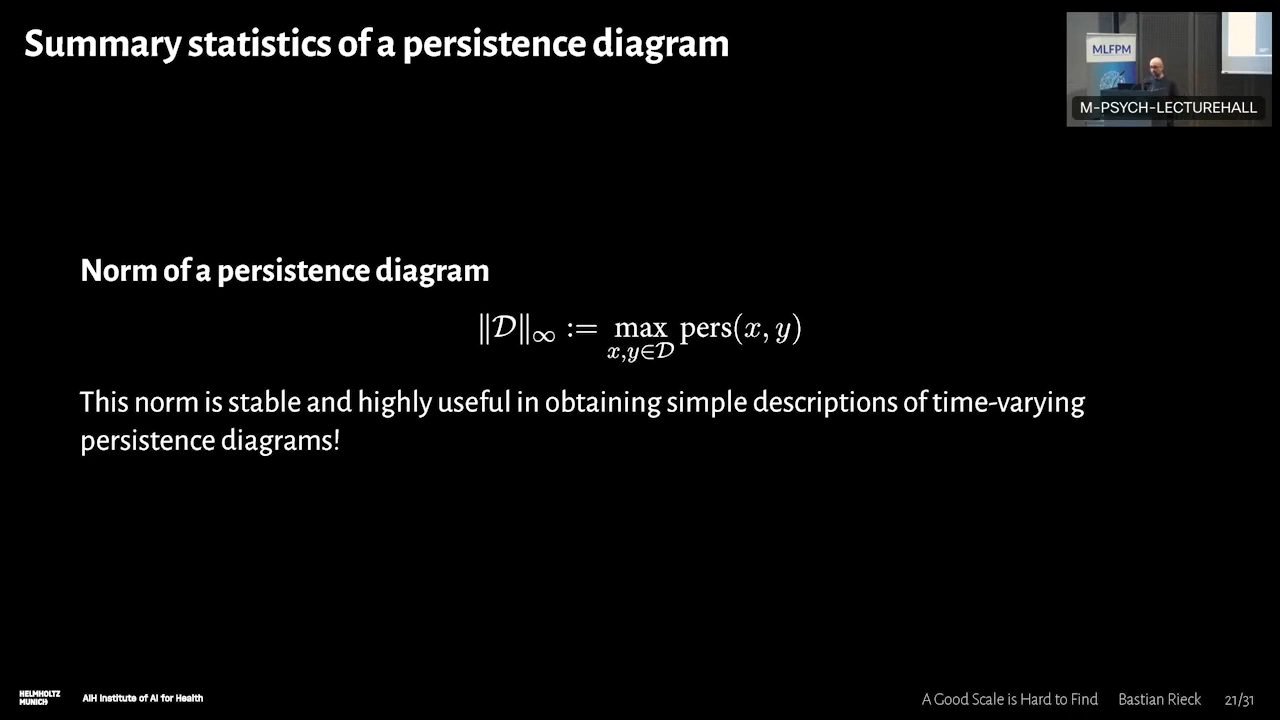 Summary statistics of a persistence diagram
MLFPM
M-PSYCH-LECTUREHALL
Norm of a persistence diagram
‖𝒟‖∞ := max pers(x, y)
x,y∈𝒟
This norm is stable and highly useful in obtaining simple descriptions of time-varying
persistence diagrams!
HELMHOLTZ
MUNICH
AIH Institute of AI for Health
A Good Scale is Hard to Find Bastian Rieck 21/31